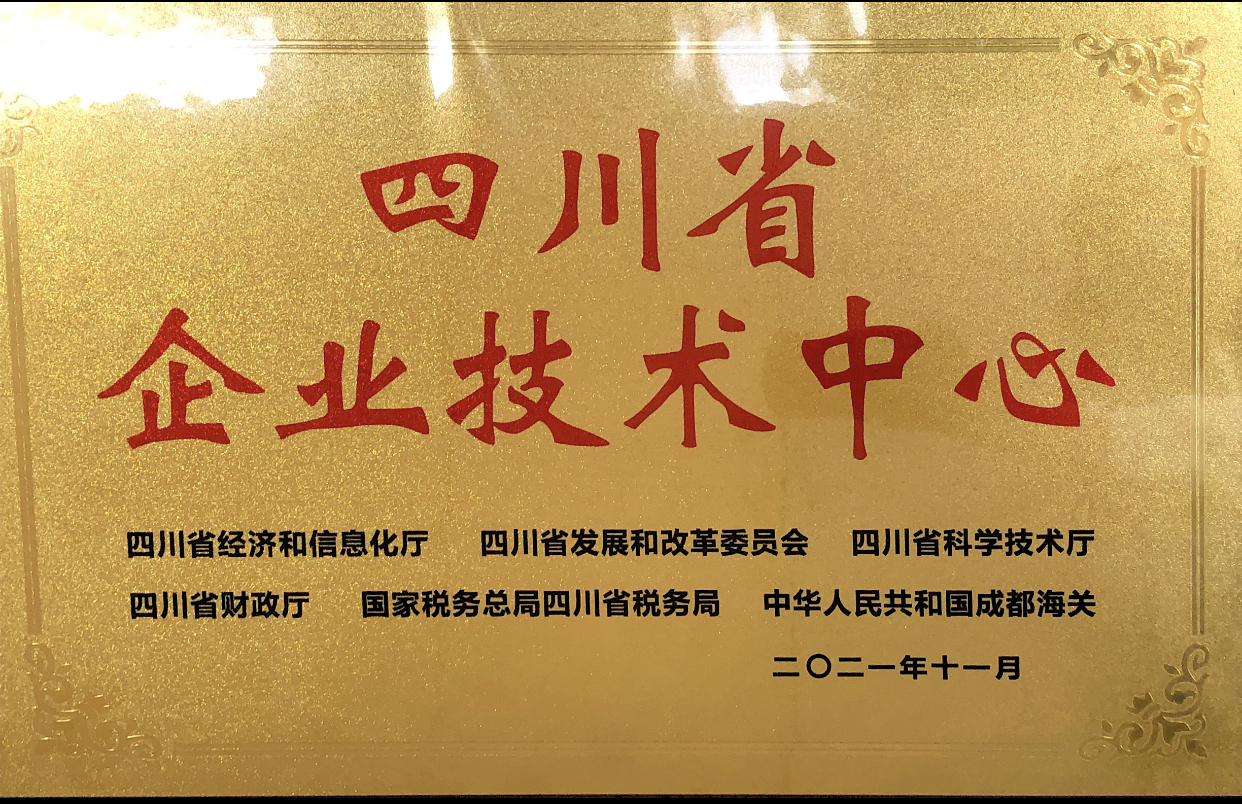 四川省
企业技术中心
四川省经济和信息化厅 四川省发展和改革委员会 四川省科学技术厅
四川省财政厅 国家税务总局四川省税务局 中华人民共和国成都海关
二〇二一年十一月